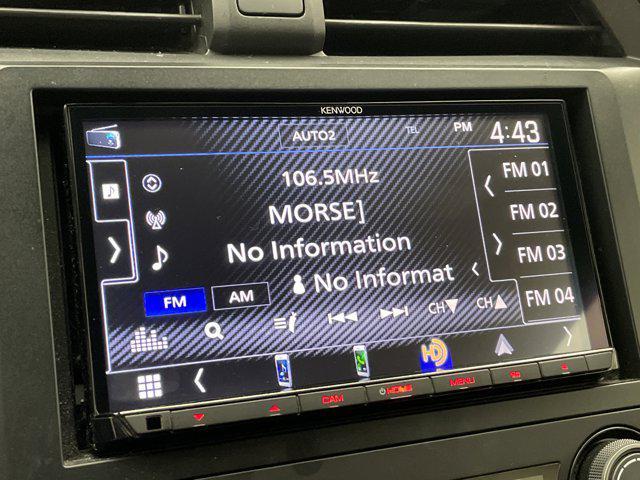 KENWOOD
AUTO2 TEL PM 4:43
106.5MHz
MORSE]
No Information
No Informat
FM AM
CH▼ CH▲
FM 01
FM 02
FM 03
FM 04
HD
CAM HOME MENU